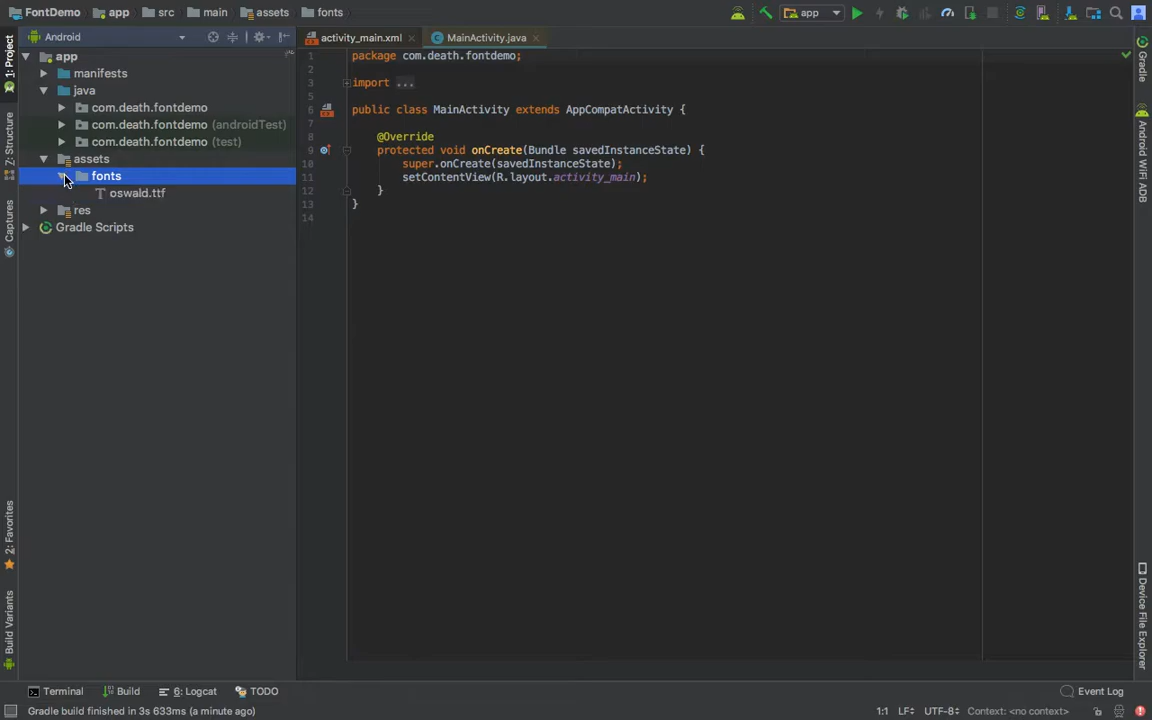 FontDemo app src main assets fonts app
Android
activity_main.xml
MainActivity.java
1: Project
Z: Structure
Captures
2: Favorites
Build Variants
app
manifests
java
com.death.fontdemo
com.death.fontdemo (androidTest)
com.death.fontdemo (test)
assets
fonts
oswald.ttf
res
Gradle Scripts
1 package com.death.fontdemo;
2
3 import ...
5
6 public class MainActivity extends AppCompatActivity {
7
8 @Override
9 protected void onCreate(Bundle savedInstanceState) {
10 super.onCreate(savedInstanceState);
11 setContentView(R.layout.activity_main);
12 }
13 }
14
Gradle
Android WiFi ADB
Device File Explorer
Terminal Build 6: Logcat TODO Event Log
Gradle build finished in 3s 633ms (a minute ago) 1:1 LF UTF-8 Context: <no context>